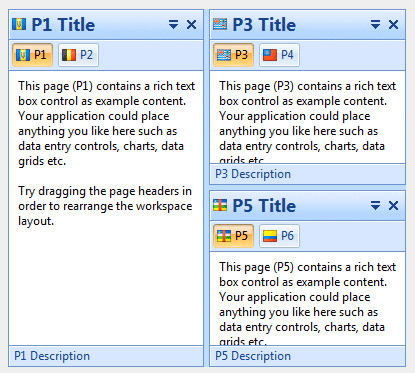 P1 Title
P1 P2
This page (P1) contains a rich text
box control as example content.
Your application could place
anything you like here such as
data entry controls, charts, data
grids etc.
Try dragging the page headers in
order to rearrange the workspace
layout.
P1 Description
P3 Title
P3 P4
This page (P3) contains a rich text
box control as example content.
Your application could place
anything you like here such as
data entry controls, charts, data
grids etc.
P3 Description
P5 Title
P5 P6
This page (P5) contains a rich text
box control as example content.
Your application could place
anything you like here such as
data entry controls, charts, data
grids etc.
P5 Description